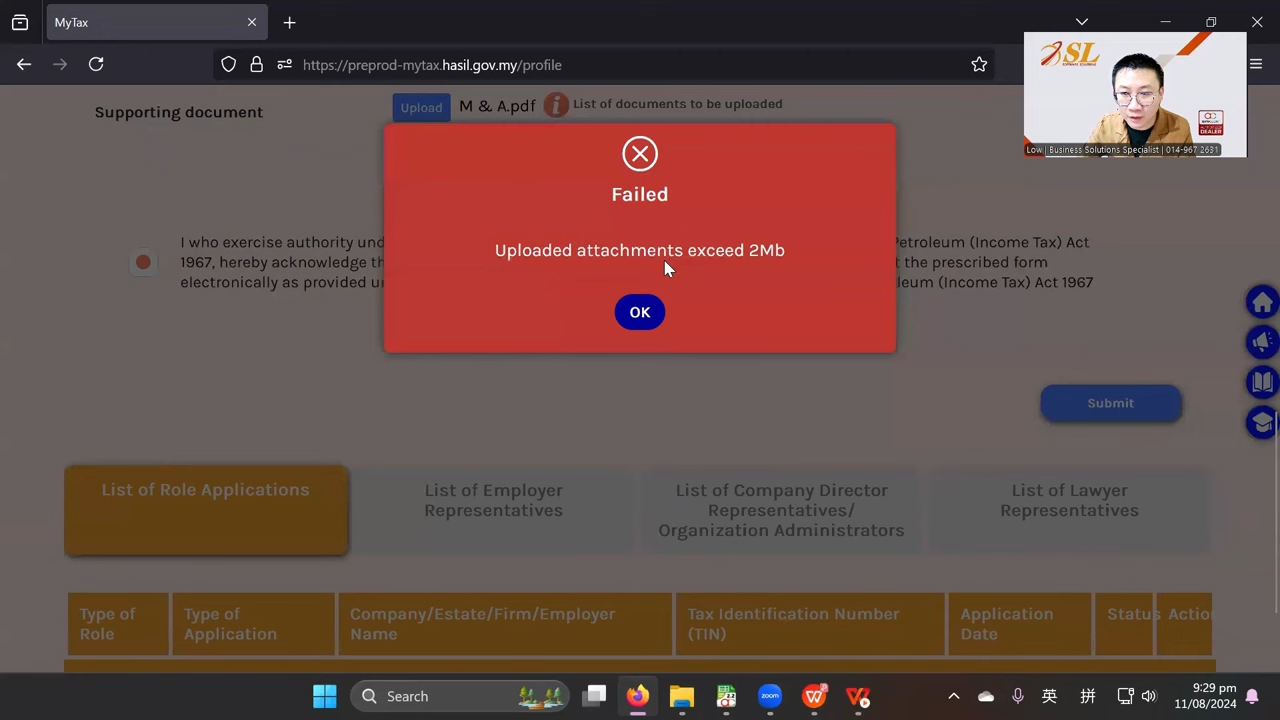 MyTax
https://preprod-mytax.hasil.gov.my/profile
SL
Low | Business Solutions Specialist | 014-967 2631
Supporting document
Upload
M & A.pdf
i
List of documents to be uploaded
Failed
Uploaded attachments exceed 2Mb
OK
I who exercise authority und
Petroleum (Income Tax) Act
1967, hereby acknowledge th
t the prescribed form
electronically as provided u
leum (Income Tax) Act 1967
Submit
List of Role Applications
List of Employer
Representatives
List of Company Director
Representatives/
Organization Administrators
List of Lawyer
Representatives
Type of
Role
Type of
Application
Company/Estate/Firm/Employer
Name
Tax Identification Number
(TIN)
Application
Date
Status
Action
Search
英
拼
9:29 pm
11/08/2024